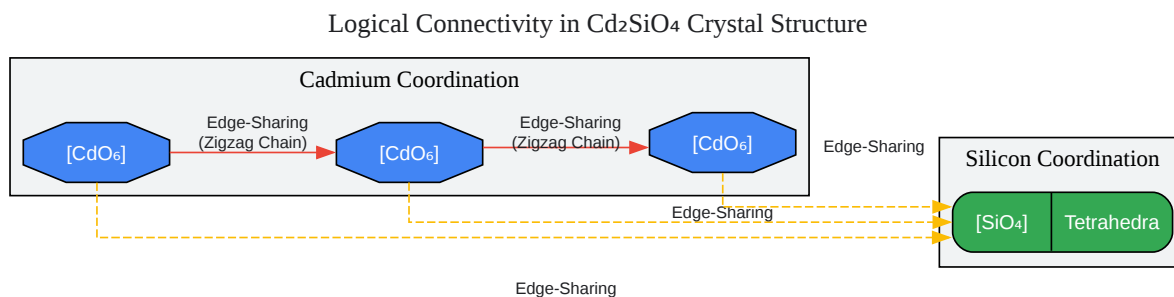 Logical Connectivity in Cd₂SiO₄ Crystal Structure
Cadmium Coordination
[CdO₆]
Edge-Sharing
(Zigzag Chain)
[CdO₆]
Edge-Sharing
(Zigzag Chain)
[CdO₆]
Edge-Sharing
Silicon Coordination
[SiO₄]
Tetrahedra
Edge-Sharing
Edge-Sharing